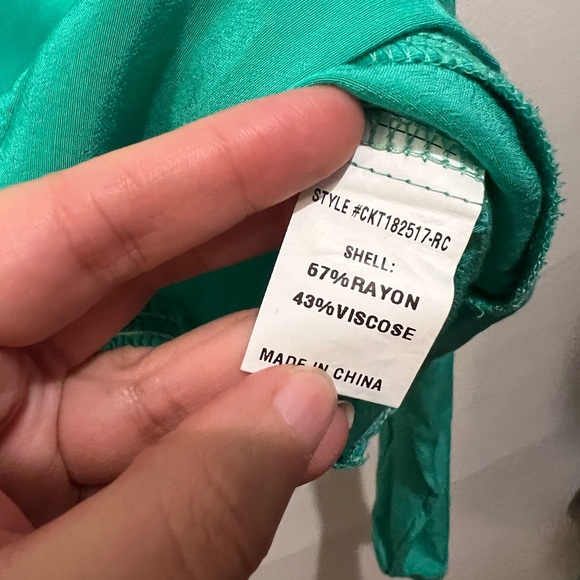 STYLE #CKT182517-RC
SHELL:
57%RAYON
43%VISCOSE
MADE IN CHINA